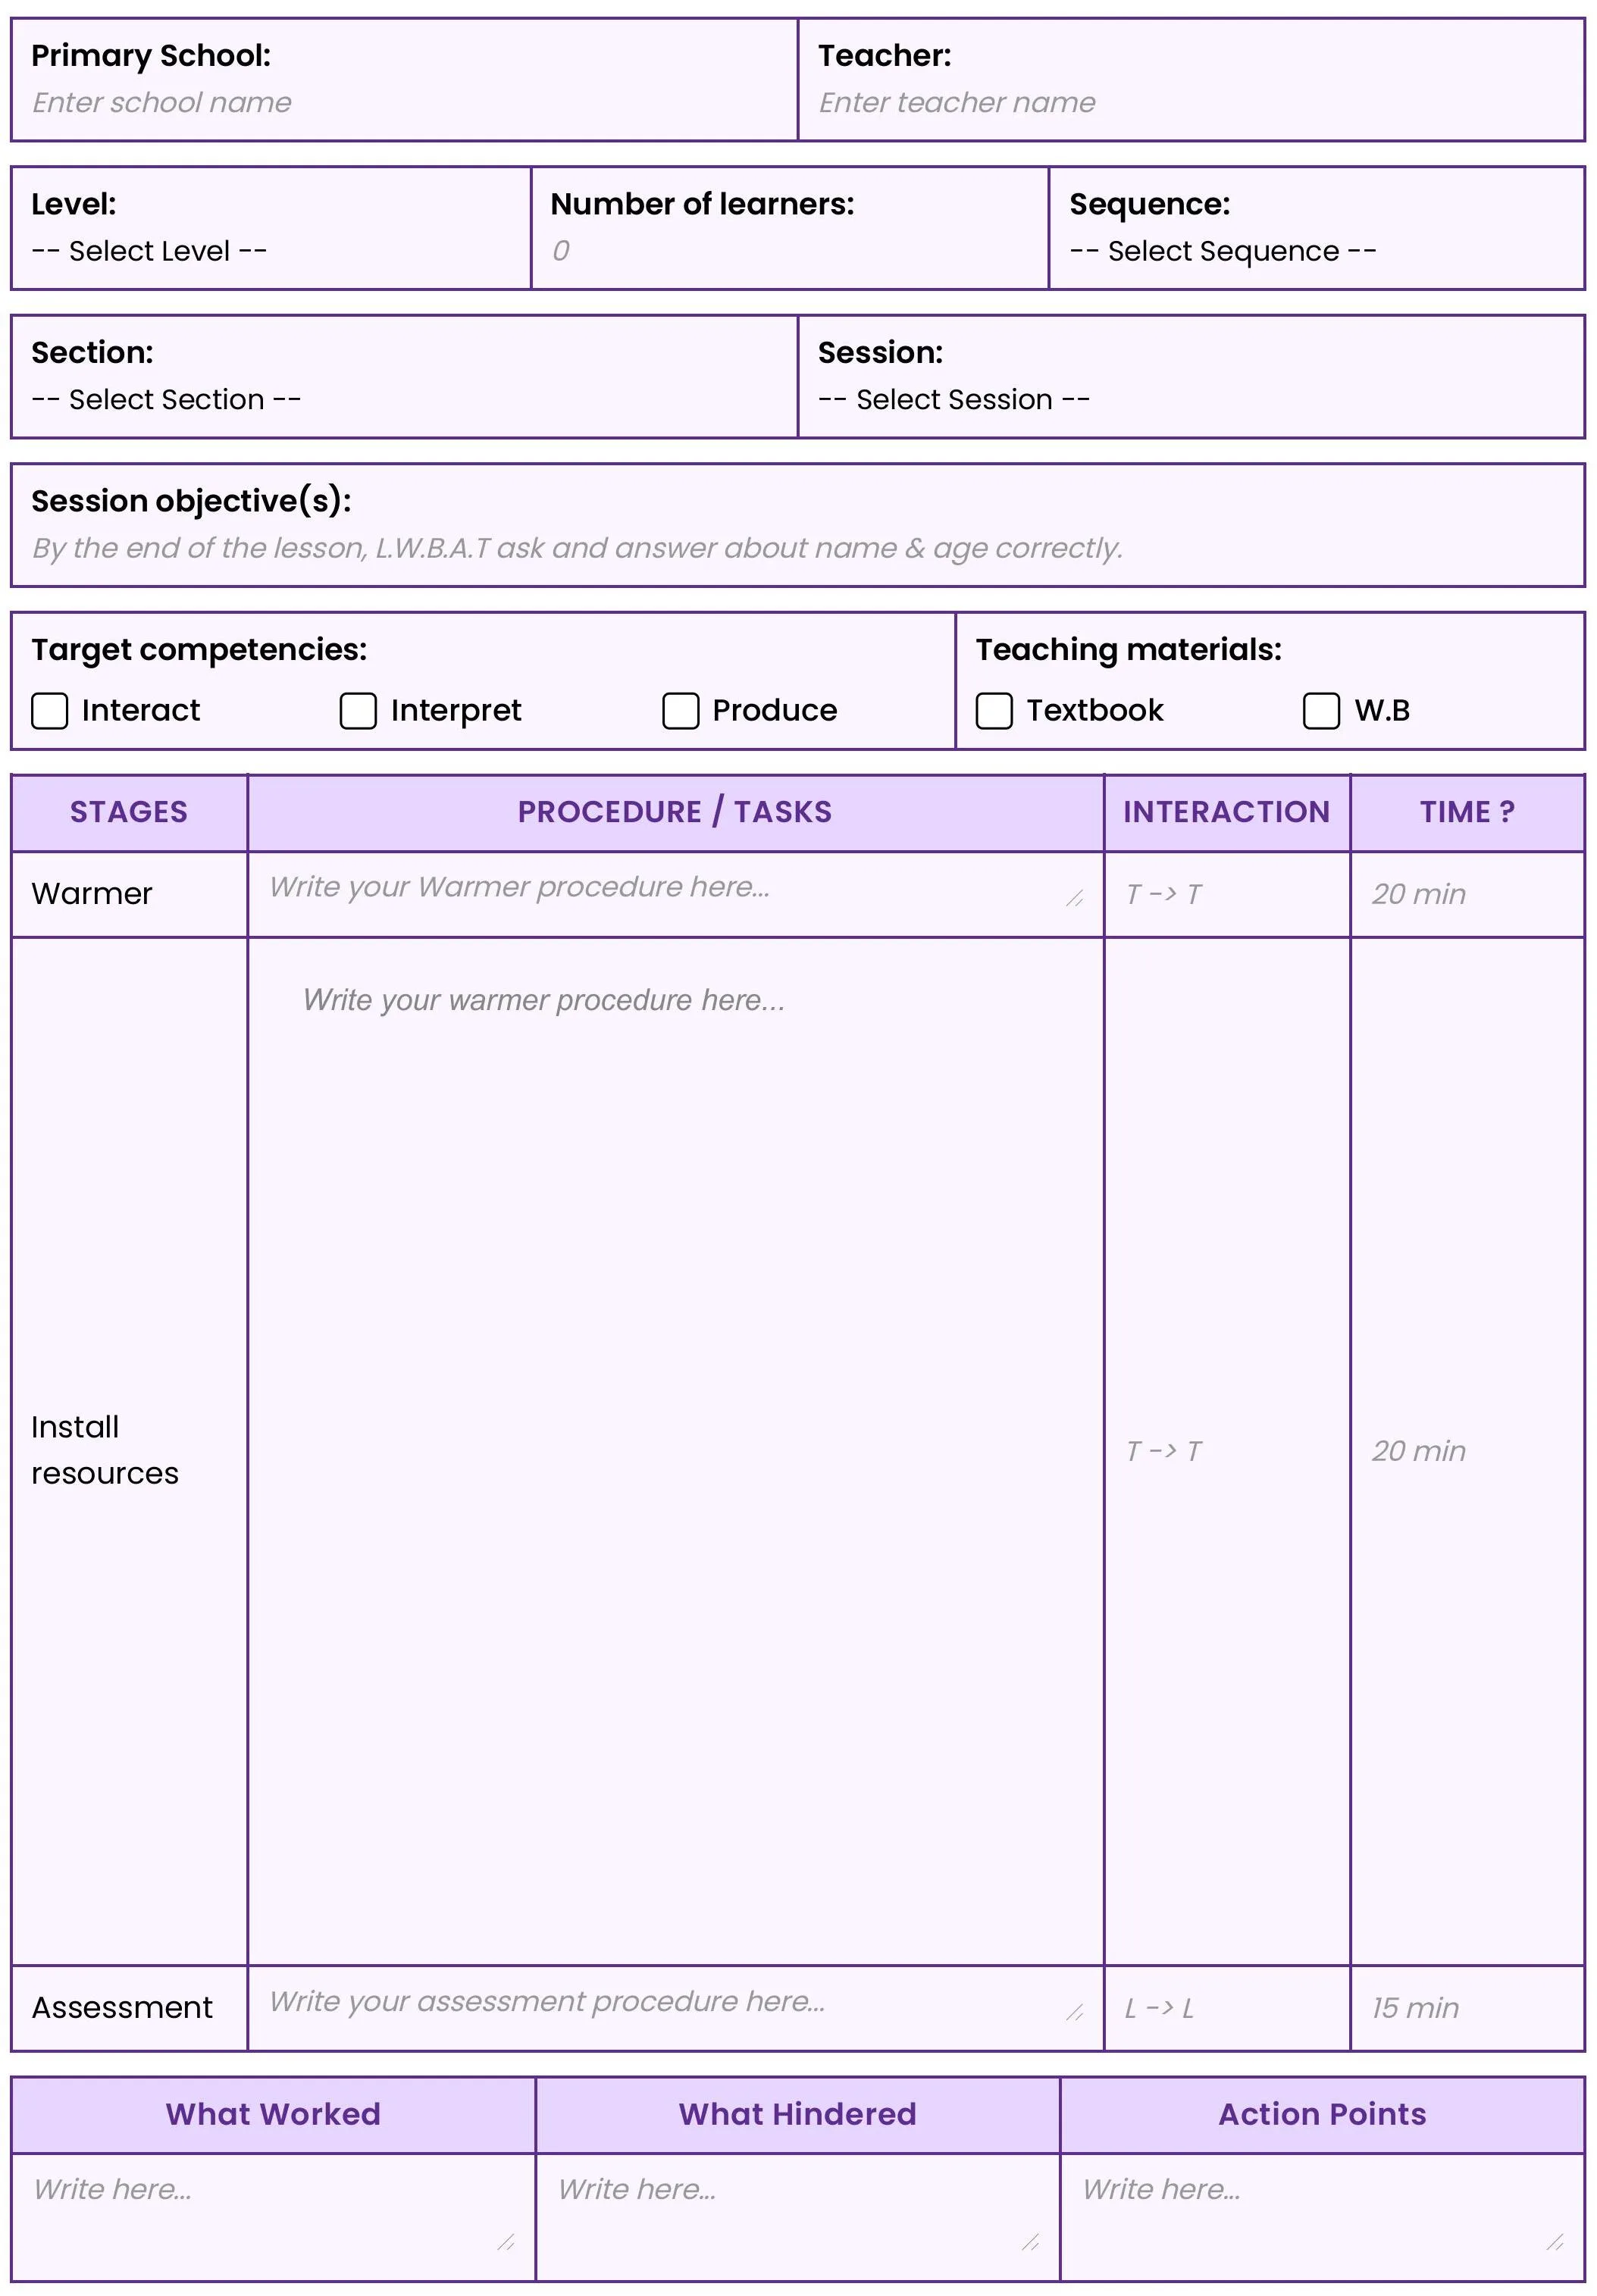 Primary School:
Enter school name
Teacher:
Enter teacher name
Level:
-- Select Level --
Number of learners:
0
Sequence:
-- Select Sequence --
Section:
-- Select Section --
Session:
-- Select Session --
Session objective(s):
By the end of the lesson, L.W.B.A.T ask and answer about name & age correctly.
Target competencies:
Interact Interpret Produce
Teaching materials:
Textbook W.B
STAGES PROCEDURE / TASKS INTERACTION TIME ?
Warmer Write your Warmer procedure here... T -> T 20 min
Write your warmer procedure here...
Install
resources
T -> T 20 min
Assessment Write your assessment procedure here... L -> L 15 min
What Worked What Hindered Action Points
Write here... Write here... Write here...